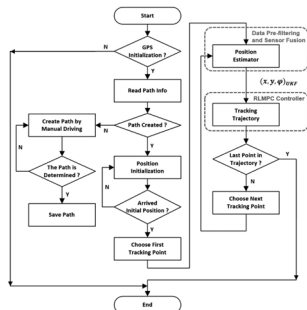 Start
GPS
Initialization ?
N
Y
Read Path Info
Create Path by
Manual Driving
N
Path Created ?
Y
N
The Path is
Determined ?
Y
Save Path
Position
Initialization
N
Arrived
Initial Position ?
Y
Choose First
Tracking Point
Data Pre-filtering
and Sensor Fusion
Position
Estimator
(x, y, φ)UKF
RLMPC Controller
Tracking
Trajectory
Last Point in
Trajectory ?
Y
N
Choose Next
Tracking Point
End